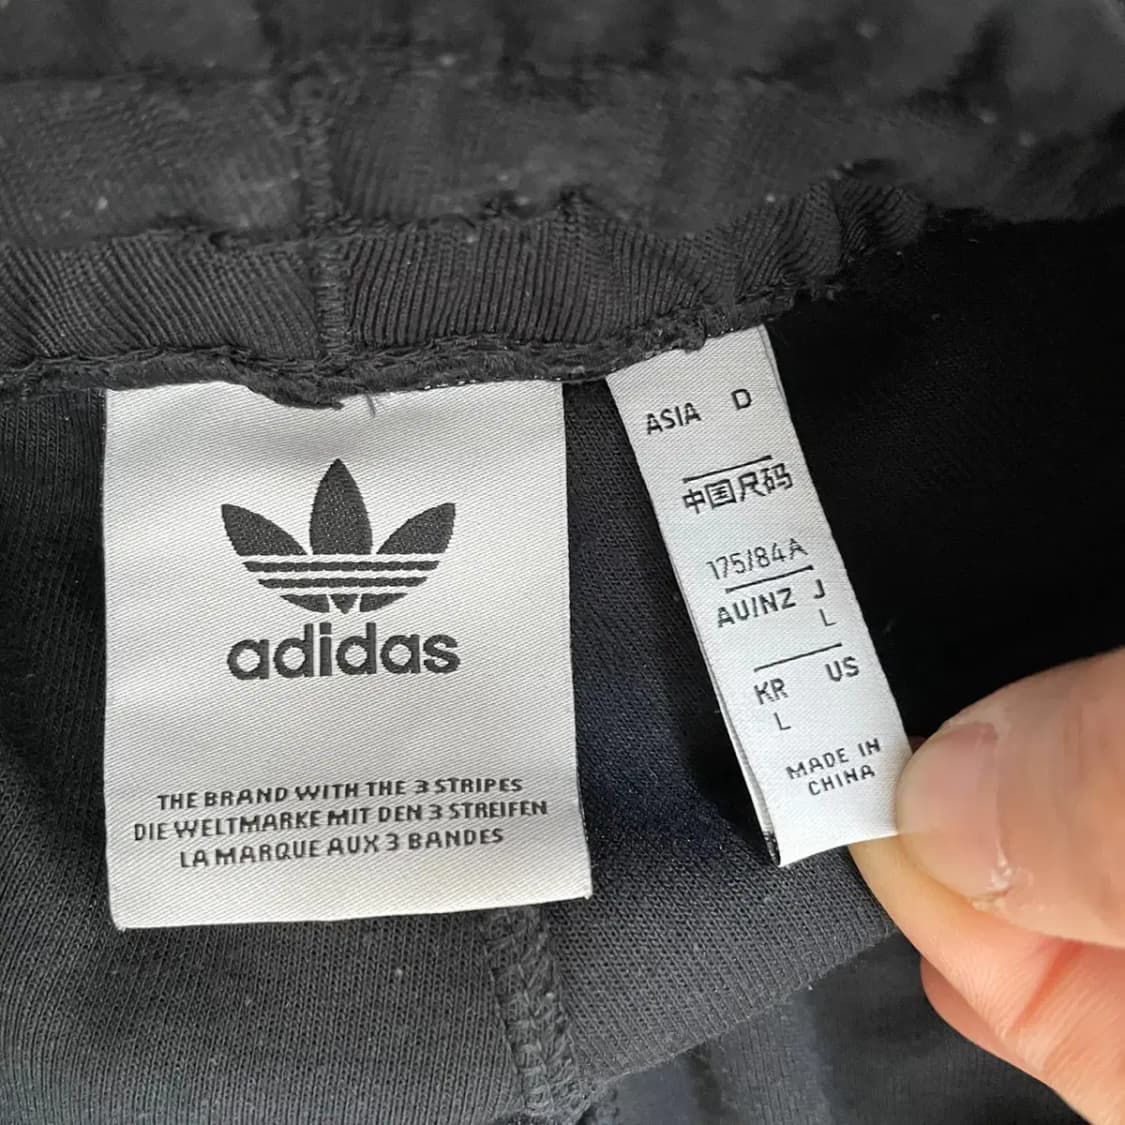 adidas
THE BRAND WITH THE 3 STRIPES
DIE WELTMARKE MIT DEN 3 STREIFEN
LA MARQUE AUX 3 BANDES
ASIA D
中国尺码
175/84A
AU/NZ J
L
KR US
L
MADE IN
CHINA